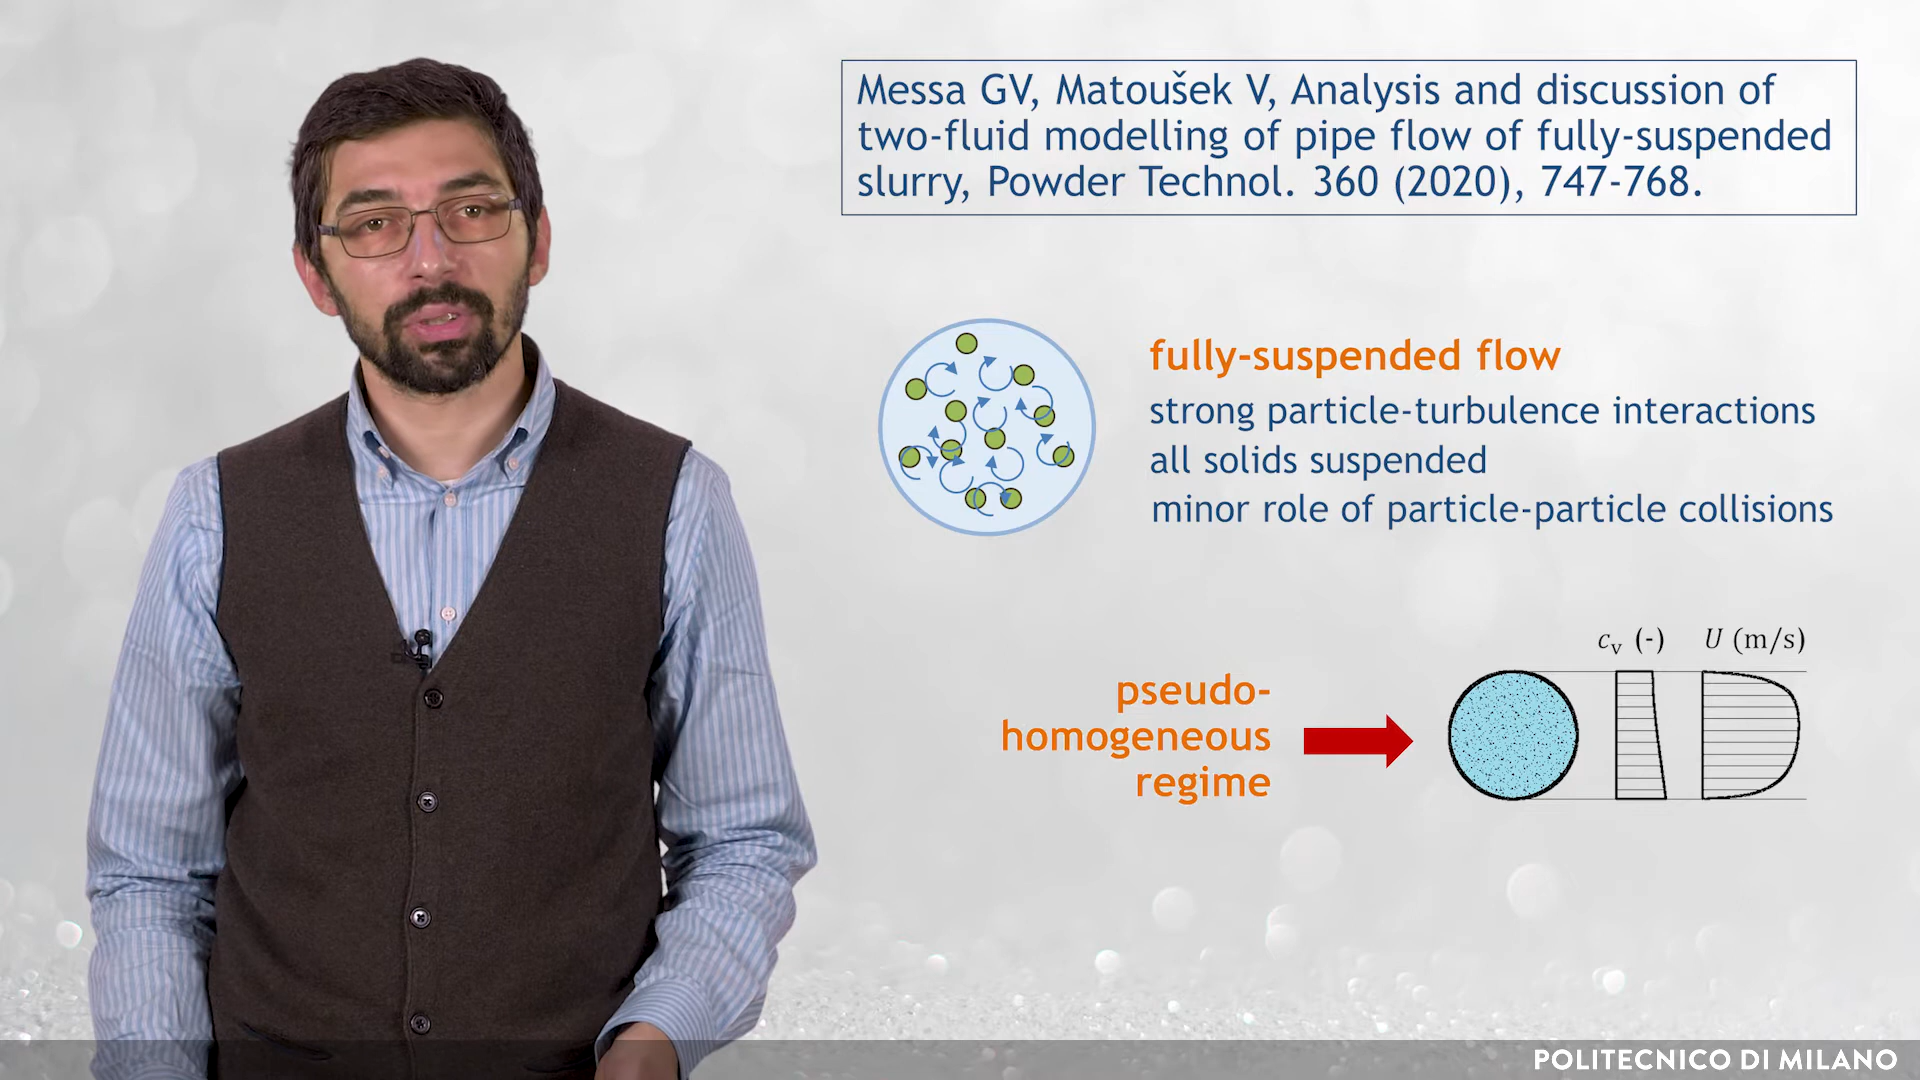 Messa GV, Matoušek V, Analysis and discussion of
two-fluid modelling of pipe flow of fully-suspended
slurry, Powder Technol. 360 (2020), 747-768.
fully-suspended flow
strong particle-turbulence interactions
all solids suspended
minor role of particle-particle collisions
cᵥ (-) U (m/s)
pseudo-
homogeneous
regime
POLITECNICO DI MILANO